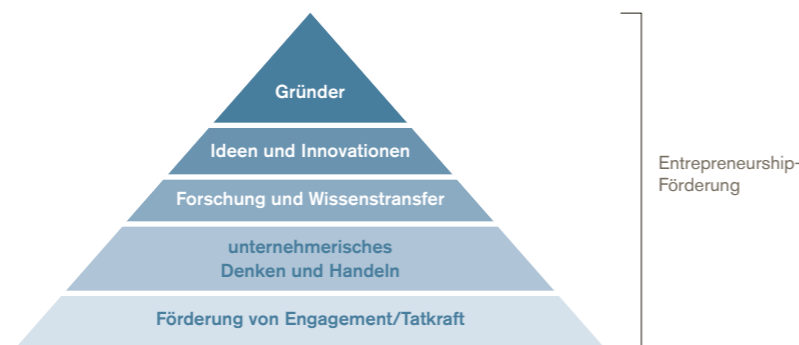 Gründer
Ideen und Innovationen
Forschung und Wissenstransfer
unternehmerisches
Denken und Handeln
Förderung von Engagement/Tatkraft
Entrepreneurship-
Förderung